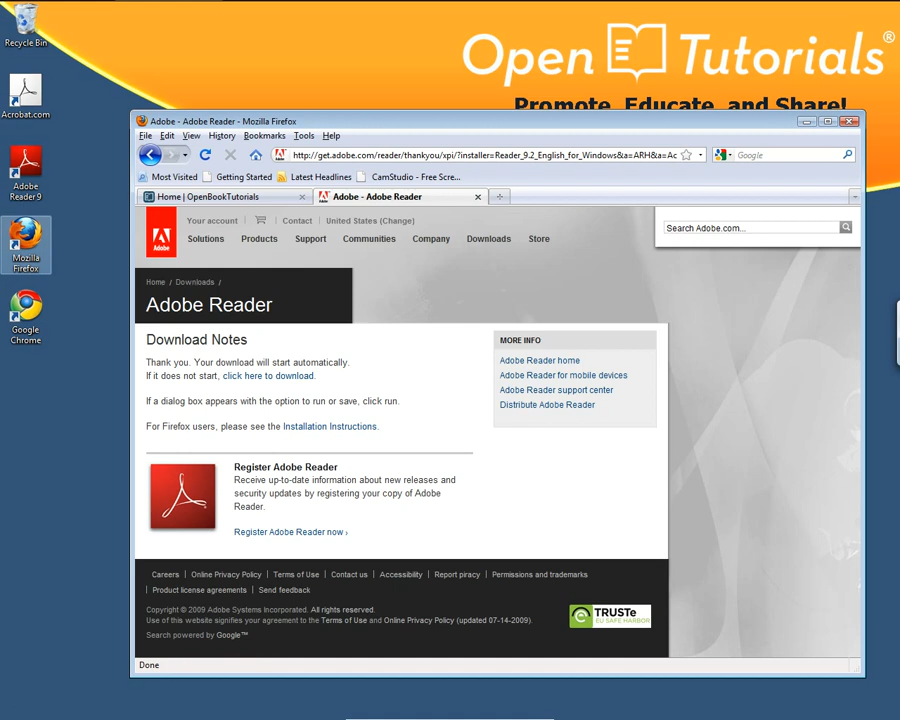 Open Tutorials®
Promote, Educate, and Share!
Recycle Bin
Acrobat.com
Adobe
Reader 9
Mozilla
Firefox
Google
Chrome
Adobe - Adobe Reader - Mozilla Firefox
File Edit View History Bookmarks Tools Help
http://get.adobe.com/reader/thankyou/xpi/?installer=Reader_9.2_English_for_Windows&a=ARH&a=Ac
Google
Most Visited Getting Started Latest Headlines CamStudio - Free Scre...
Home | OpenBookTutorials
Adobe - Adobe Reader
Your account Contact United States (Change)
Solutions Products Support Communities Company Downloads Store
Search Adobe.com...
Adobe
Home / Downloads /
Adobe Reader
Download Notes
Thank you. Your download will start automatically.
If it does not start, click here to download.
If a dialog box appears with the option to run or save, click run.
For Firefox users, please see the Installation Instructions.
MORE INFO
Adobe Reader home
Adobe Reader for mobile devices
Adobe Reader support center
Distribute Adobe Reader
Register Adobe Reader
Receive up-to-date information about new releases and
security updates by registering your copy of Adobe
Reader.
Register Adobe Reader now ›
Careers | Online Privacy Policy | Terms of Use | Contact us | Accessibility | Report piracy | Permissions and trademarks
| Product license agreements | Send feedback
Copyright © 2009 Adobe Systems Incorporated. All rights reserved.
Use of this website signifies your agreement to the Terms of Use and Online Privacy Policy (updated 07-14-2009).
Search powered by Google™
TRUSTe
EU SAFE HARBOR
Done